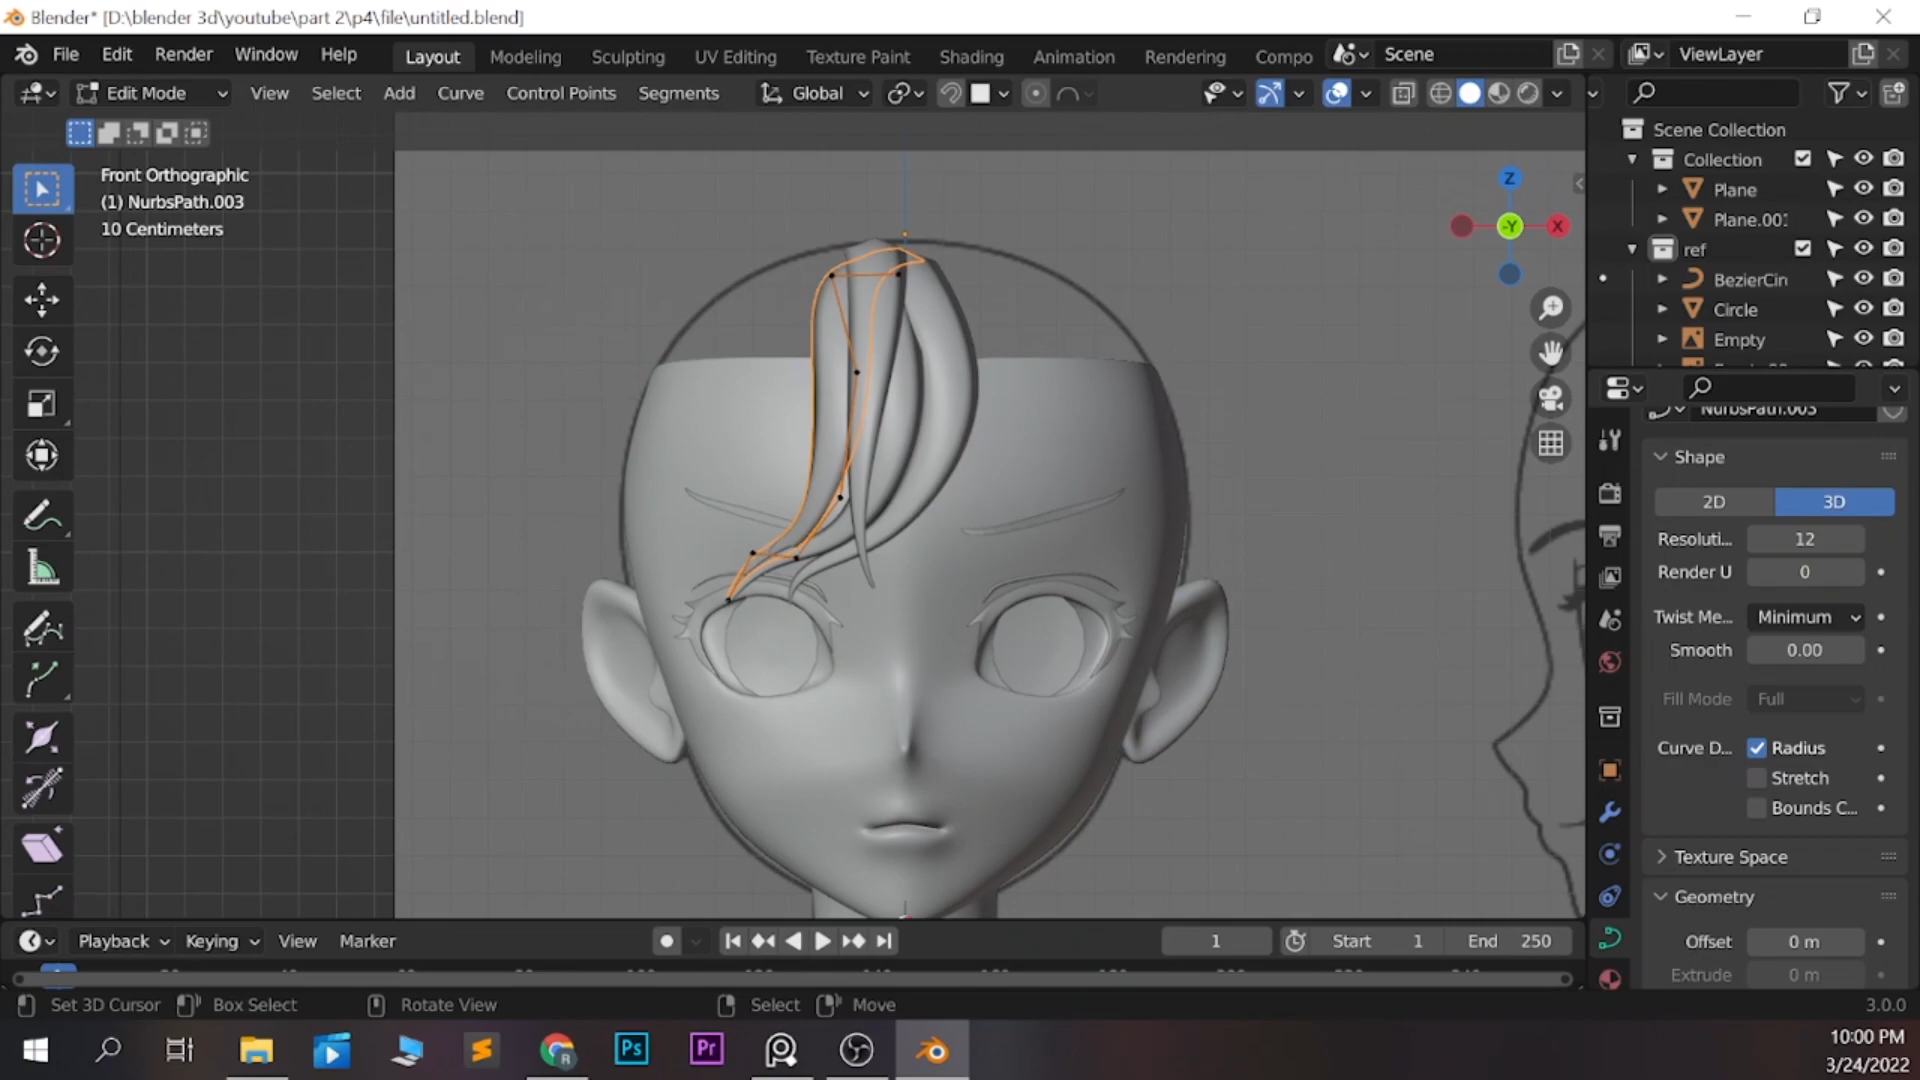 Blender* [D:\blender 3d\youtube\part 2\p4\file\untitled.blend]
File Edit Render Window Help Layout Modeling Sculpting UV Editing Texture Paint Shading Animation Rendering Compo Scene ViewLayer
Edit Mode View Select Add Curve Control Points Segments Global
Front Orthographic
(1) NurbsPath.003
10 Centimeters
Z
-Y X
Scene Collection
Collection
Plane
Plane.001
ref
BezierCir
Circle
Empty
NurbsPath.003
Shape
2D 3D
Resoluti... 12
Render U 0
Twist Me... Minimum
Smooth 0.00
Fill Mode Full
Curve D... Radius
Stretch
Bounds C...
Texture Space
Geometry
Offset 0 m
Extrude 0 m
Playback Keying View Marker 1 Start 1 End 250
Set 3D Cursor Box Select Rotate View Select Move 3.0.0
R Ps Pr
10:00 PM
3/24/2022